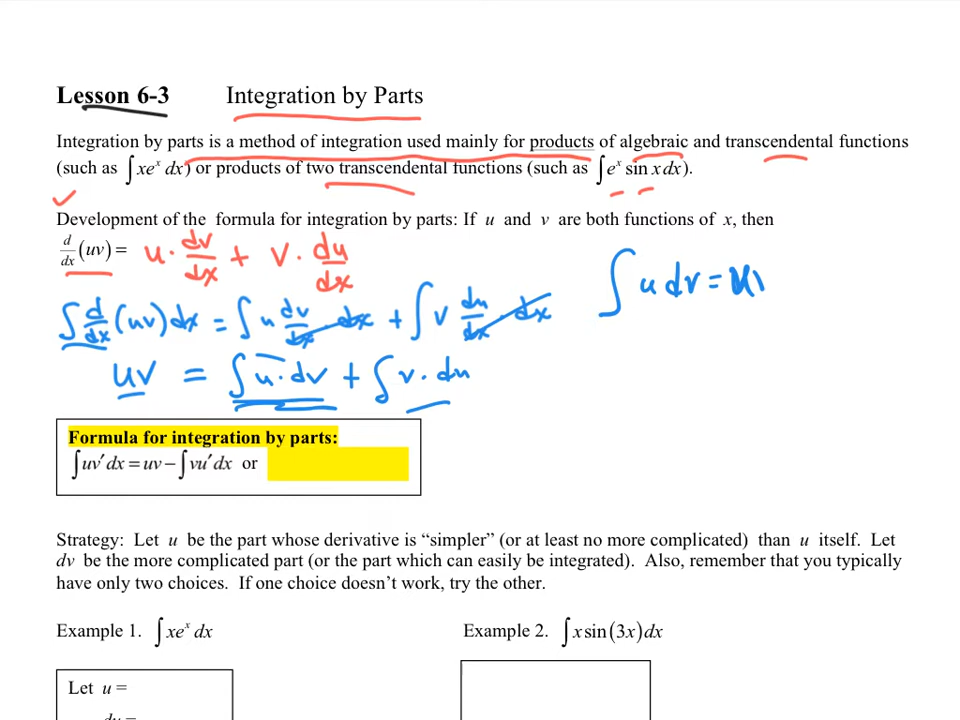 Lesson 6-3 Integration by Parts
Integration by parts is a method of integration used mainly for products of algebraic and transcendental functions
(such as ∫xeˣ dx) or products of two transcendental functions (such as ∫eˣ sin x dx).
Development of the formula for integration by parts: If u and v are both functions of x, then
d/dx (uv) = u · dv/dx + v · du/dx
∫ d/dx (uv) dx = ∫ u dv/dx dx + ∫ v du/dx dx
∫ u dv = uv
uv = ∫ u · dv + ∫ v · du
Formula for integration by parts:
∫uv′ dx = uv − ∫vu′ dx or
Strategy: Let u be the part whose derivative is “simpler” (or at least no more complicated) than u itself. Let
dv be the more complicated part (or the part which can easily be integrated). Also, remember that you typically
have only two choices. If one choice doesn’t work, try the other.
Example 1. ∫xeˣ dx Example 2. ∫x sin(3x) dx
Let u =
du =